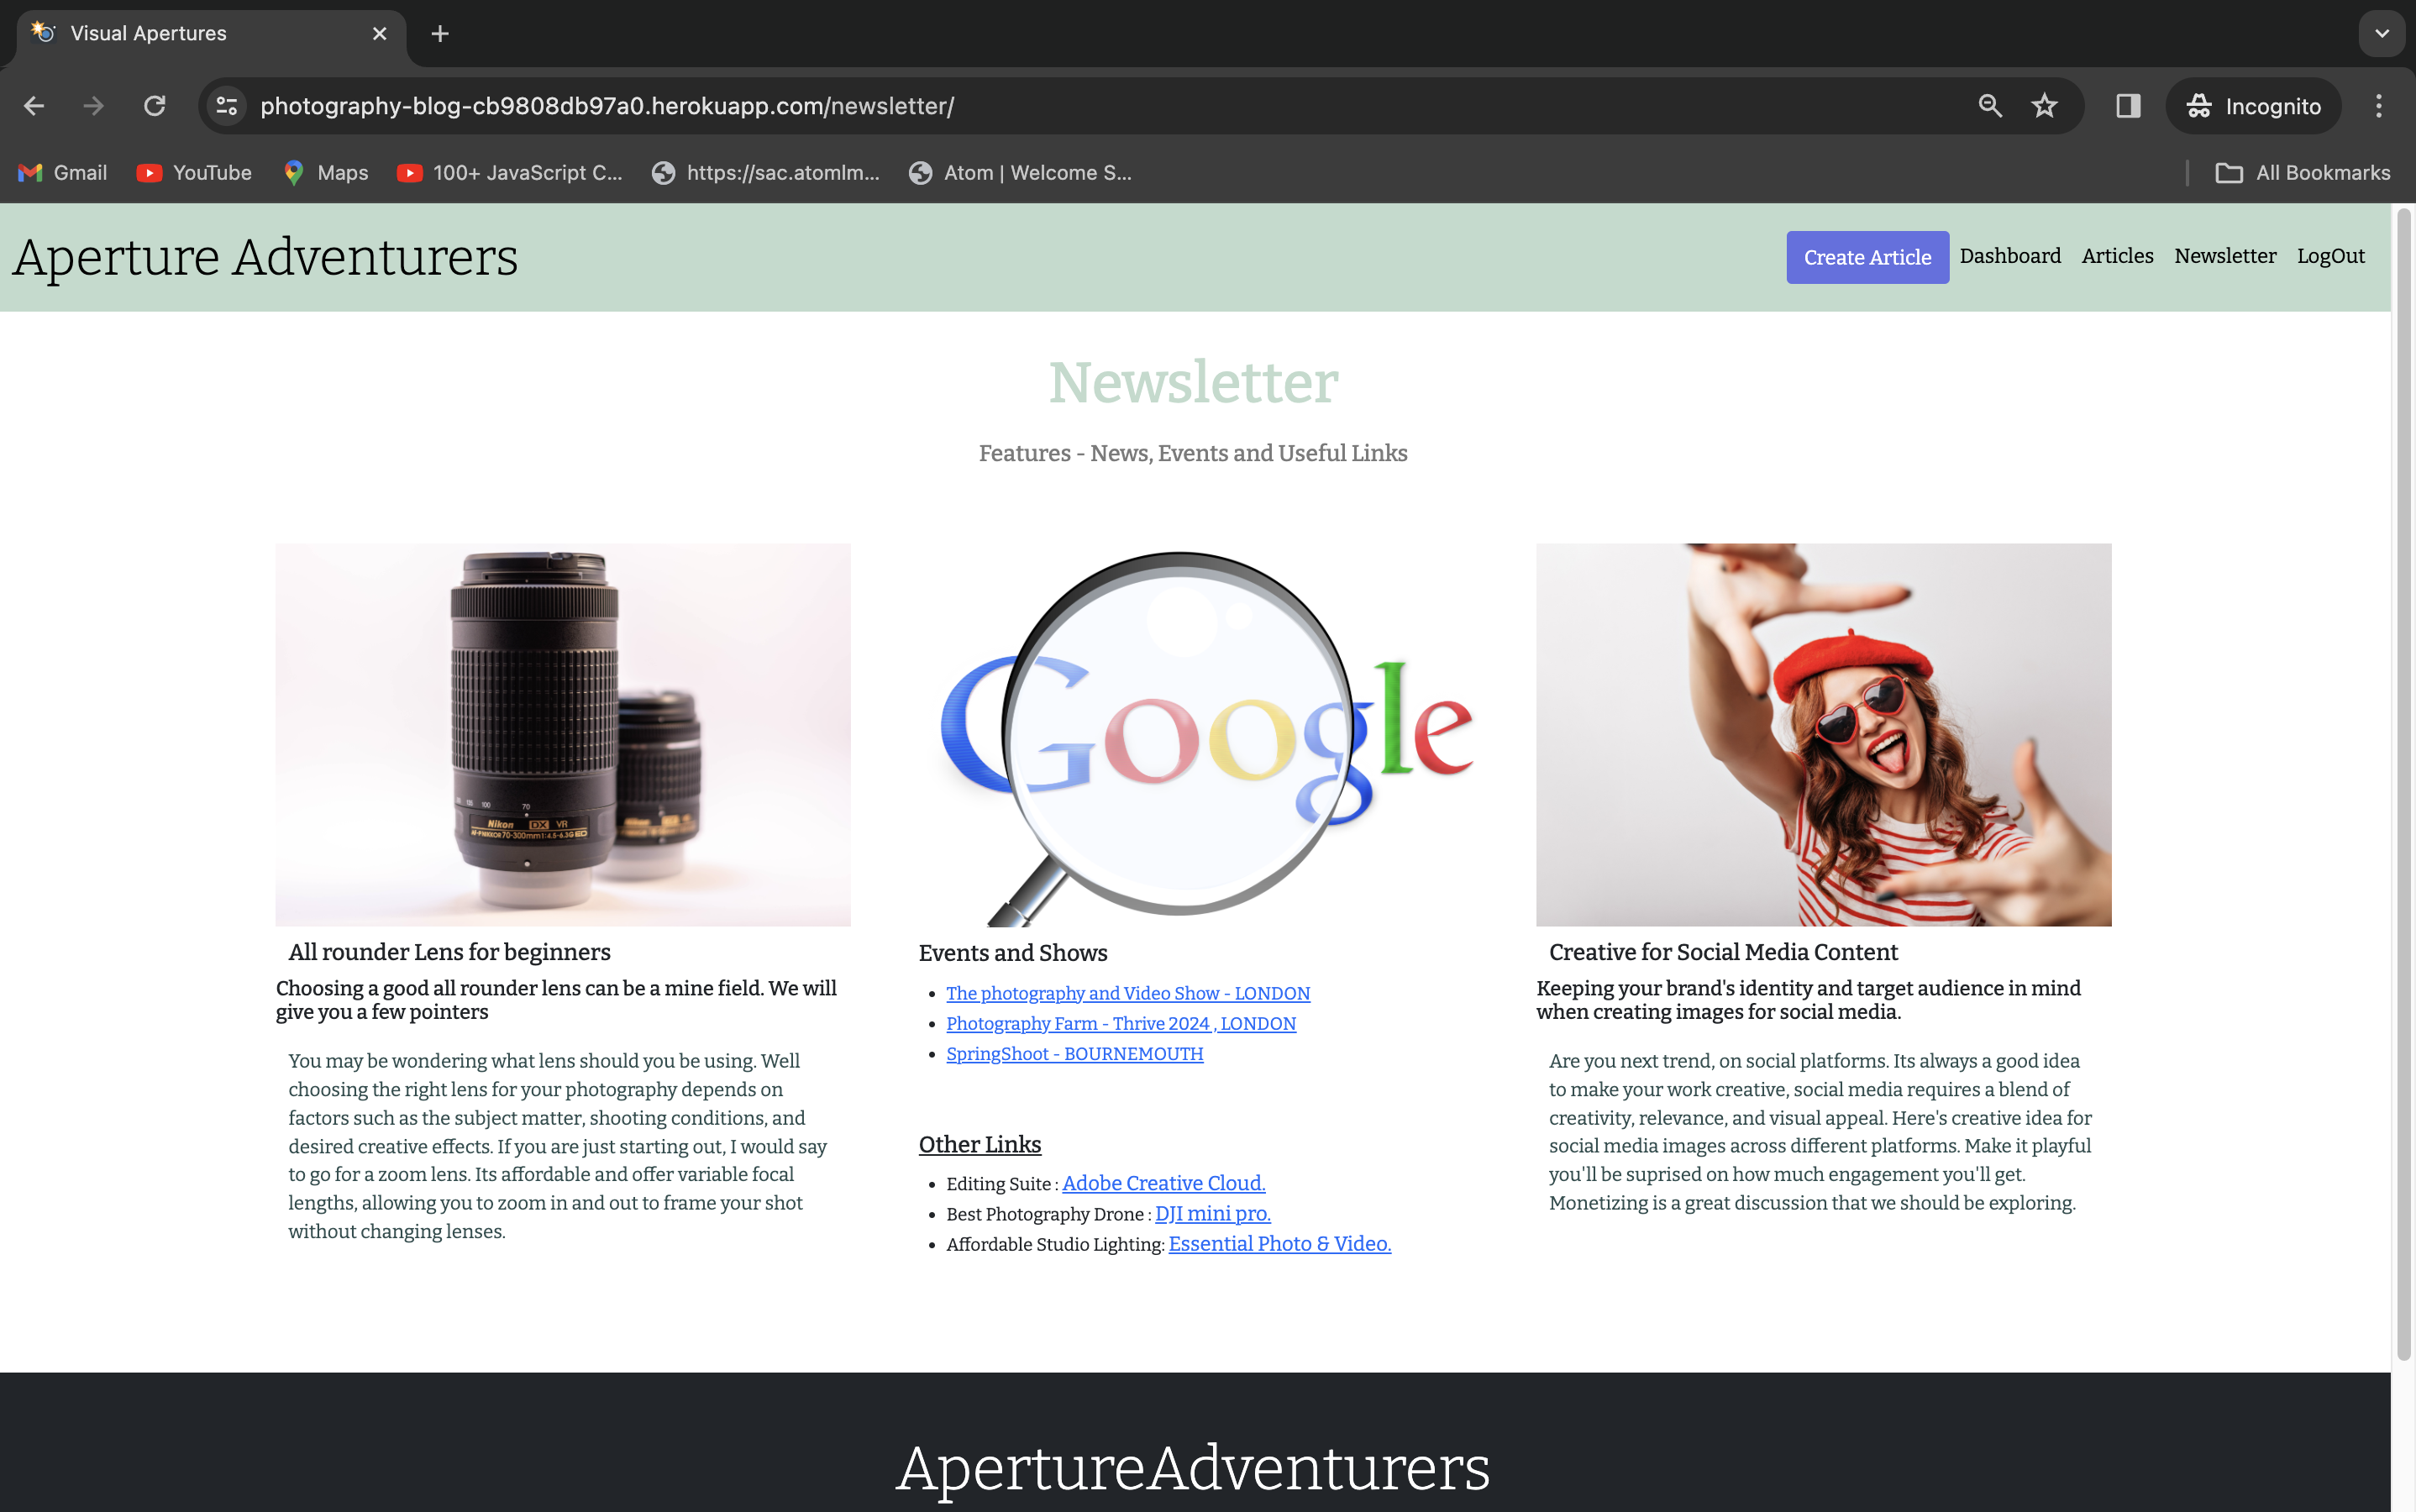 Visual Apertures
photography-blog-cb9808db97a0.herokuapp.com/newsletter/
Incognito
Gmail
YouTube
Maps
100+ JavaScript C...
https://sac.atomlm...
Atom | Welcome S...
All Bookmarks
Aperture Adventurers
Create Article
Dashboard
Articles
Newsletter
LogOut
Newsletter
Features - News, Events and Useful Links
100 70
Nikon DX VR
AF-P NIKKOR 70-300mm 1:4.5-6.3G ED
Google
All rounder Lens for beginners
Choosing a good all rounder lens can be a mine field. We will
give you a few pointers
You may be wondering what lens should you be using. Well
choosing the right lens for your photography depends on
factors such as the subject matter, shooting conditions, and
desired creative effects. If you are just starting out, I would say
to go for a zoom lens. Its affordable and offer variable focal
lengths, allowing you to zoom in and out to frame your shot
without changing lenses.
Events and Shows
The photography and Video Show - LONDON
Photography Farm - Thrive 2024 , LONDON
SpringShoot - BOURNEMOUTH
Other Links
Editing Suite : Adobe Creative Cloud.
Best Photography Drone : DJI mini pro.
Affordable Studio Lighting: Essential Photo & Video.
Creative for Social Media Content
Keeping your brand's identity and target audience in mind
when creating images for social media.
Are you next trend, on social platforms. Its always a good idea
to make your work creative, social media requires a blend of
creativity, relevance, and visual appeal. Here's creative idea for
social media images across different platforms. Make it playful
you'll be suprised on how much engagement you'll get.
Monetizing is a great discussion that we should be exploring.
ApertureAdventurers